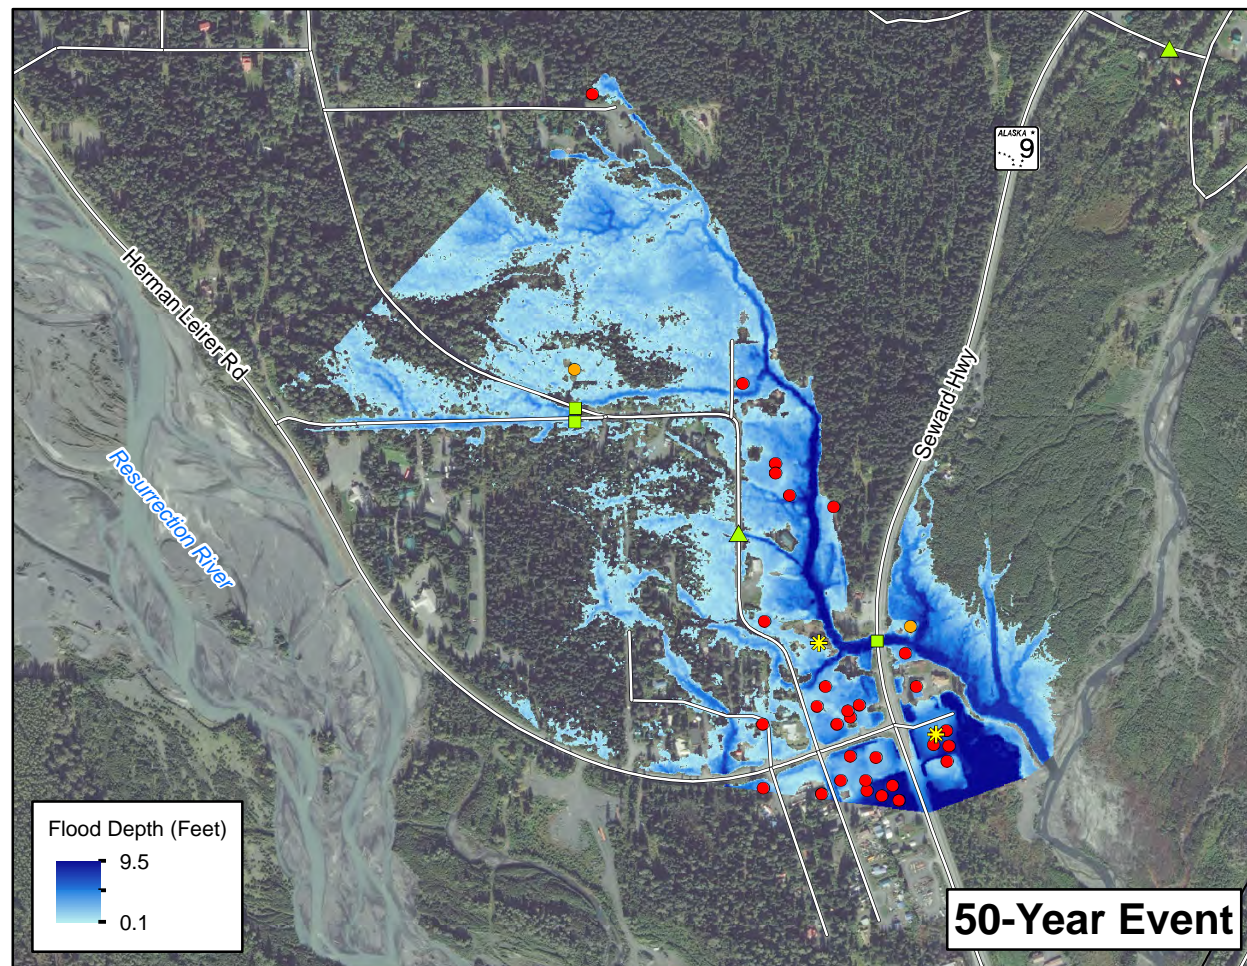 ALASKA
9
Herman Leirer Rd
Seward Hwy
Resurrection River
Flood Depth (Feet)
9.5
0.1
50-Year Event